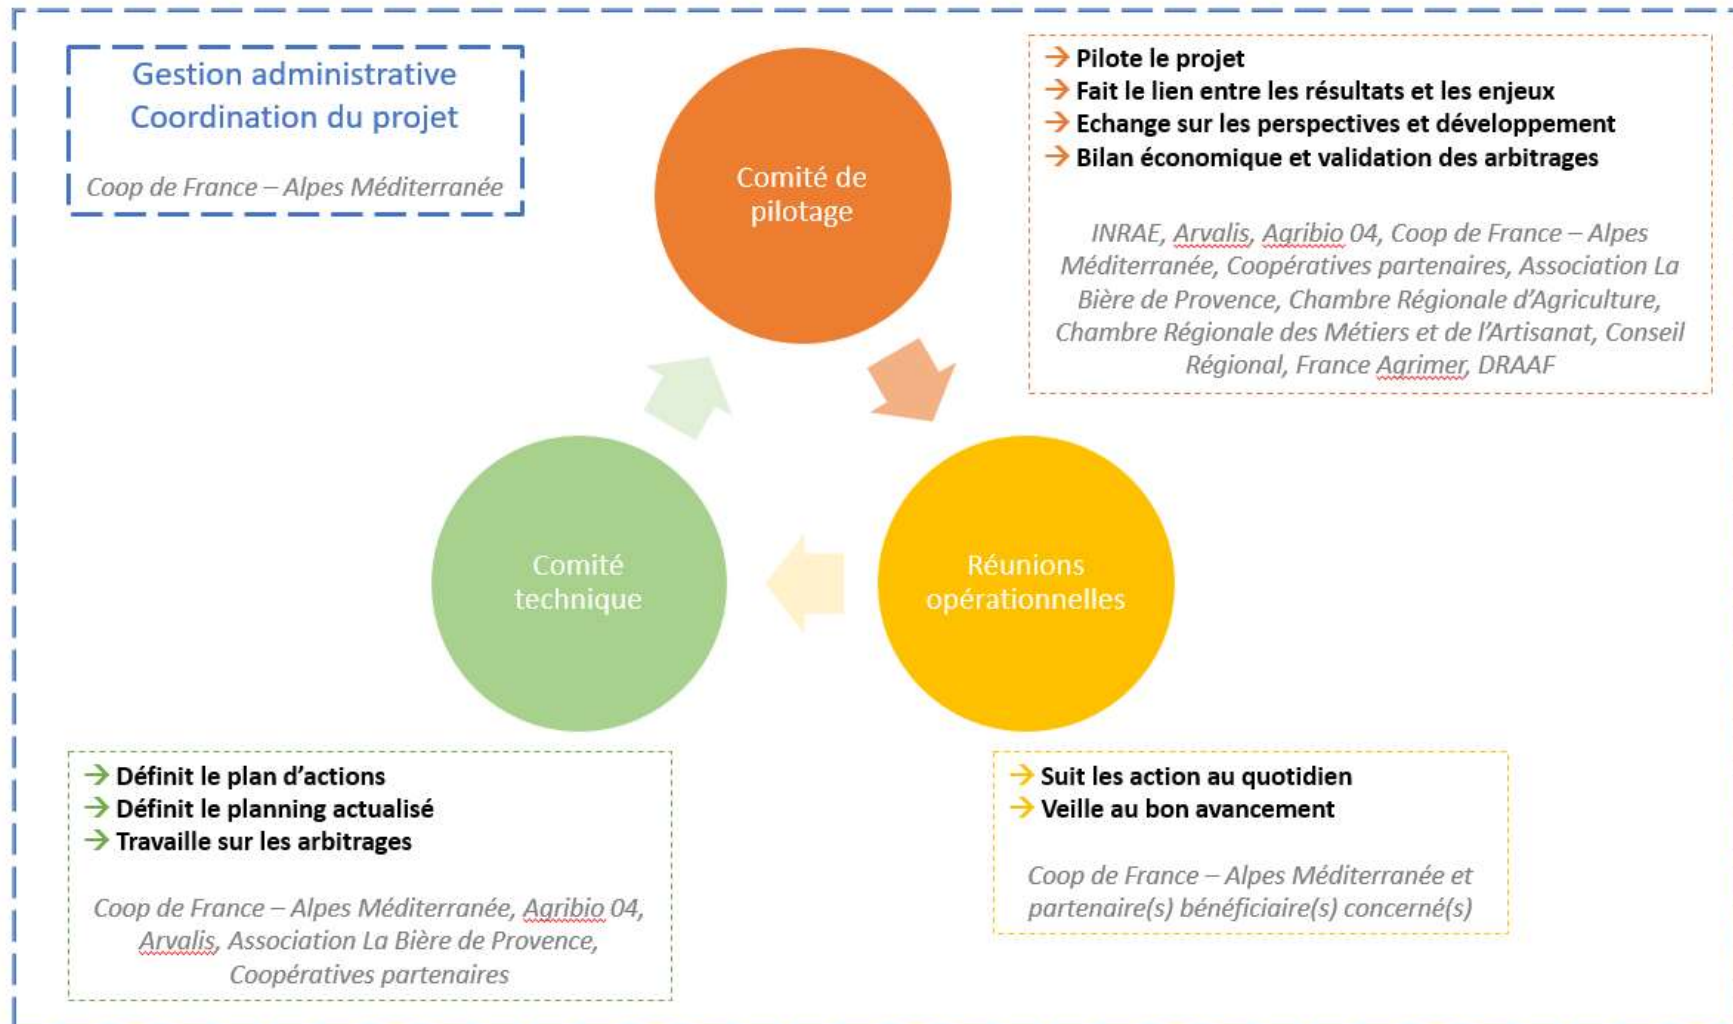 Gestion administrative
Coordination du projet
Coop de France – Alpes Méditerranée
Comité de
pilotage
→ Pilote le projet
→ Fait le lien entre les résultats et les enjeux
→ Echange sur les perspectives et développement
→ Bilan économique et validation des arbitrages
INRAE, Arvalis, Agribio 04, Coop de France – Alpes
Méditerranée, Coopératives partenaires, Association La
Bière de Provence, Chambre Régionale d’Agriculture,
Chambre Régionale des Métiers et de l’Artisanat, Conseil
Régional, France Agrimer, DRAAF
Comité
technique
Réunions
opérationnelles
→ Définit le plan d’actions
→ Définit le planning actualisé
→ Travaille sur les arbitrages
Coop de France – Alpes Méditerranée, Agribio 04,
Arvalis, Association La Bière de Provence,
Coopératives partenaires
→ Suit les action au quotidien
→ Veille au bon avancement
Coop de France – Alpes Méditerranée et
partenaire(s) bénéficiaire(s) concerné(s)